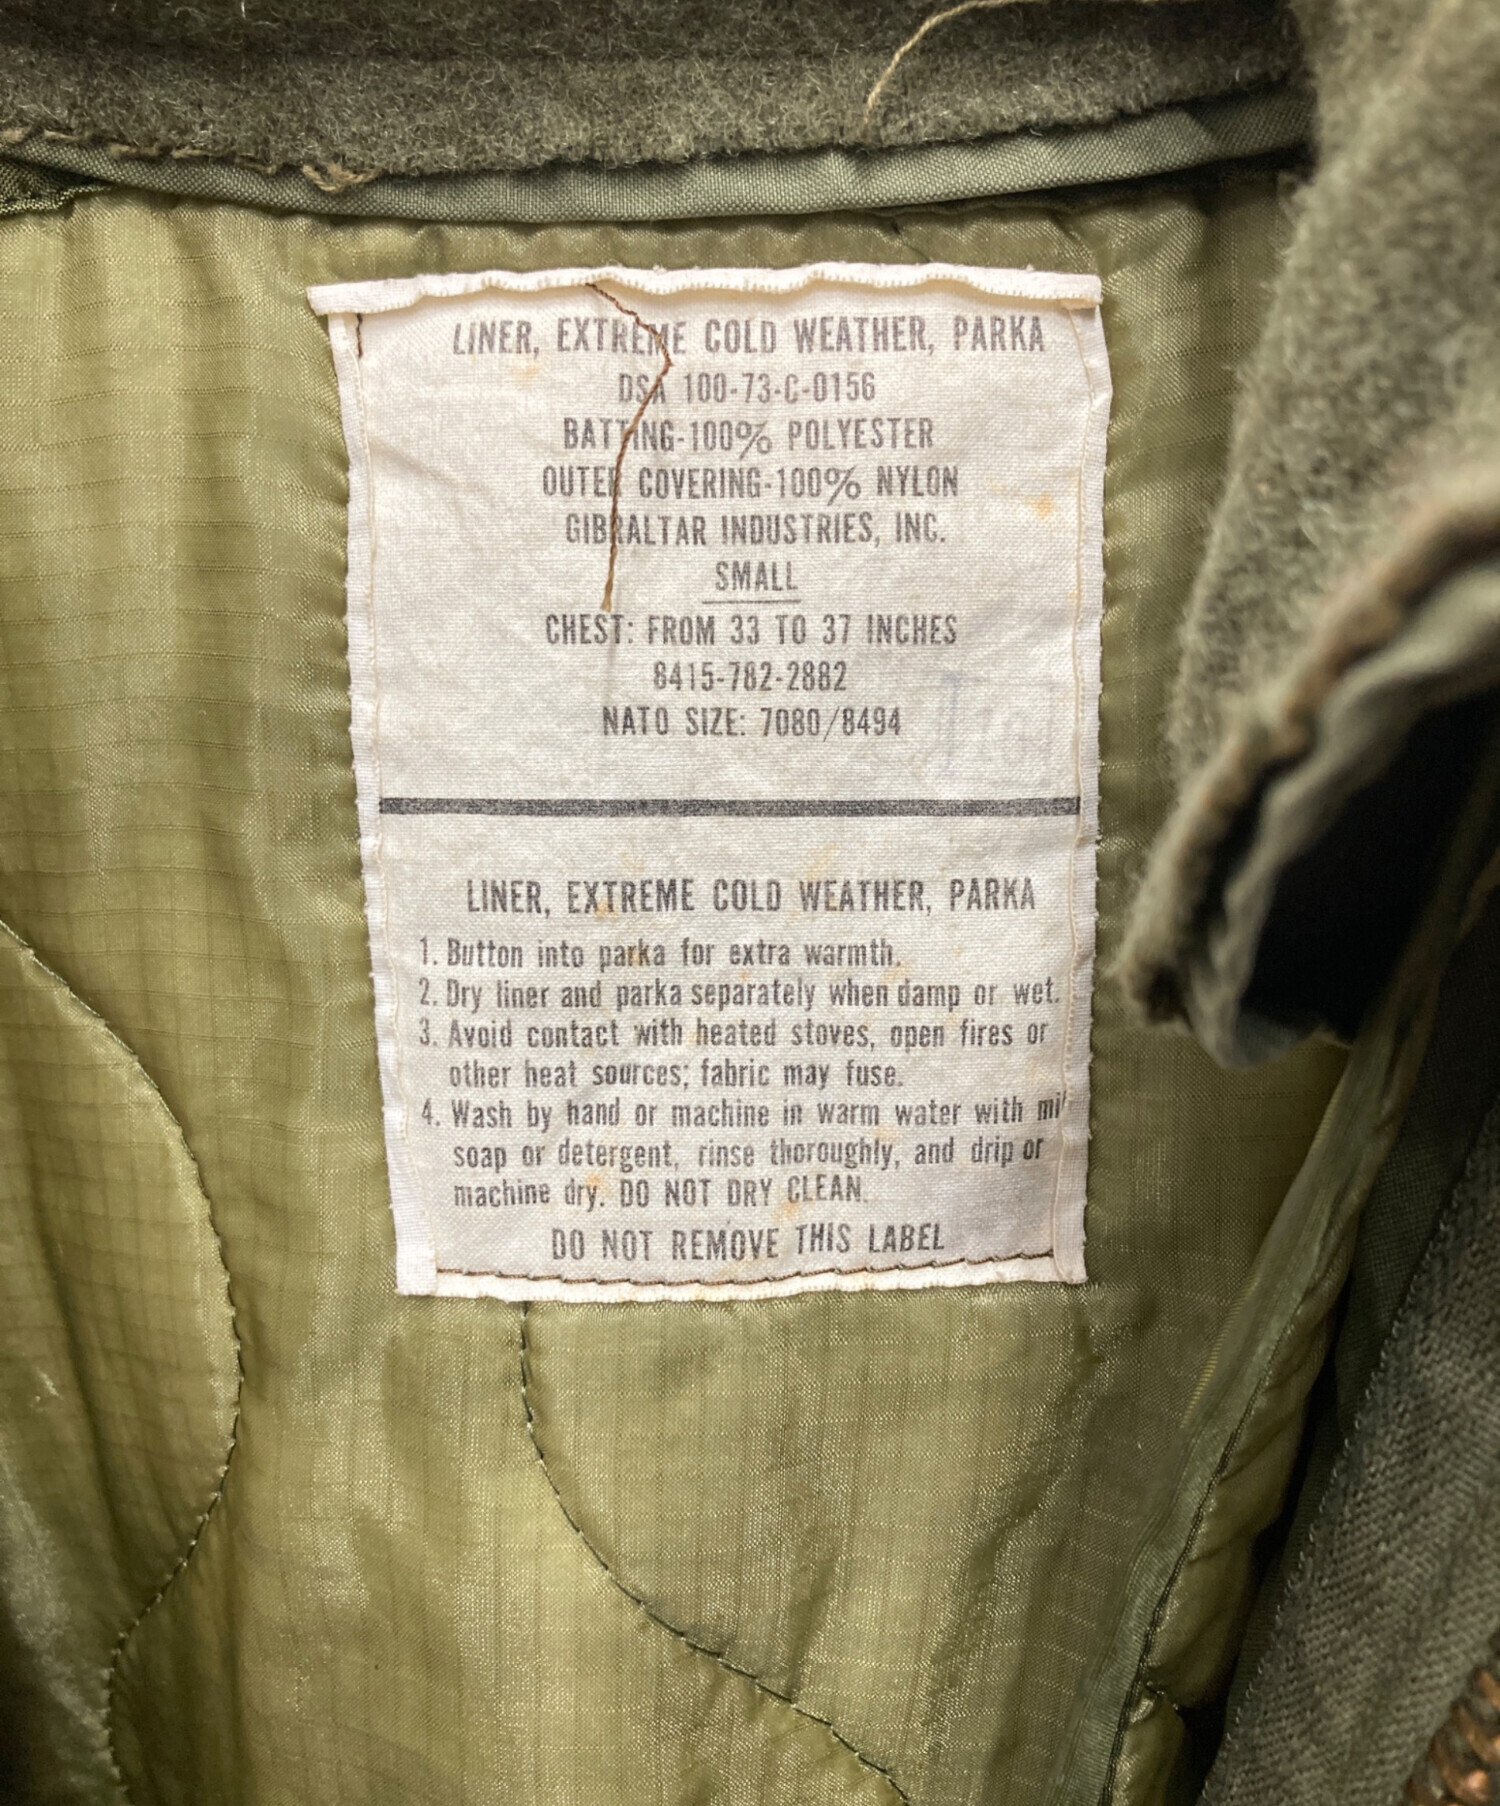 LINER, EXTREME COLD WEATHER, PARKA
DSA 100-73-C-0156
BATTING-100% POLYESTER
OUTER COVERING-100% NYLON
GIBRALTAR INDUSTRIES, INC.
SMALL
CHEST: FROM 33 TO 37 INCHES
8415-782-2882
NATO SIZE: 7080/8494
LINER, EXTREME COLD WEATHER, PARKA
1. Button into parka for extra warmth.
2. Dry liner and parka separately when damp or wet.
3. Avoid contact with heated stoves, open fires or
other heat sources; fabric may fuse.
4. Wash by hand or machine in warm water with
soap or detergent, rinse thoroughly, and drip or
machine dry. DO NOT DRY CLEAN.
DO NOT REMOVE THIS LABEL